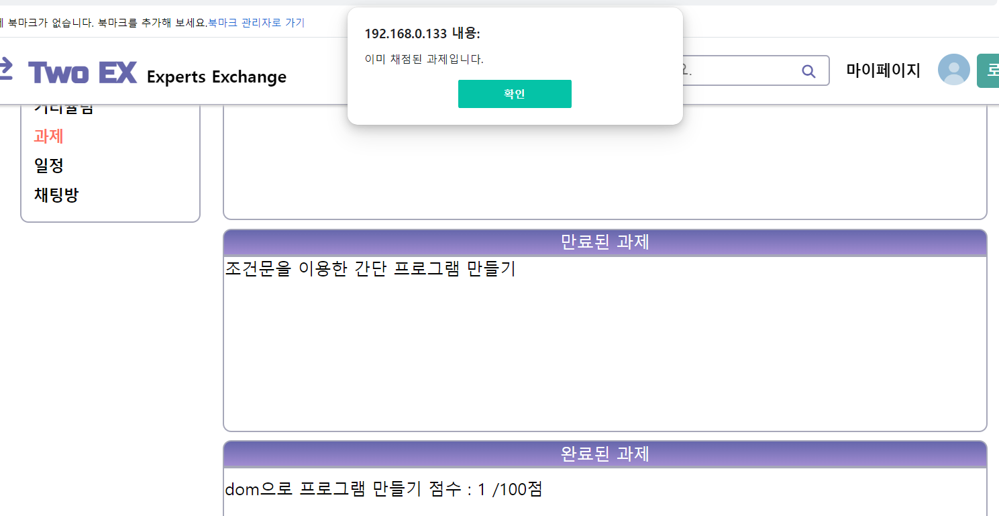 북마크가 없습니다. 북마크를 추가해 보세요.북마크 관리자로 가기
192.168.0.133 내용:
이미 채점된 과제입니다.
확인
Two EX Experts Exchange
마이페이지
과제
일정
채팅방
만료된 과제
조건문을 이용한 간단 프로그램 만들기
완료된 과제
dom으로 프로그램 만들기 점수 : 1 /100점